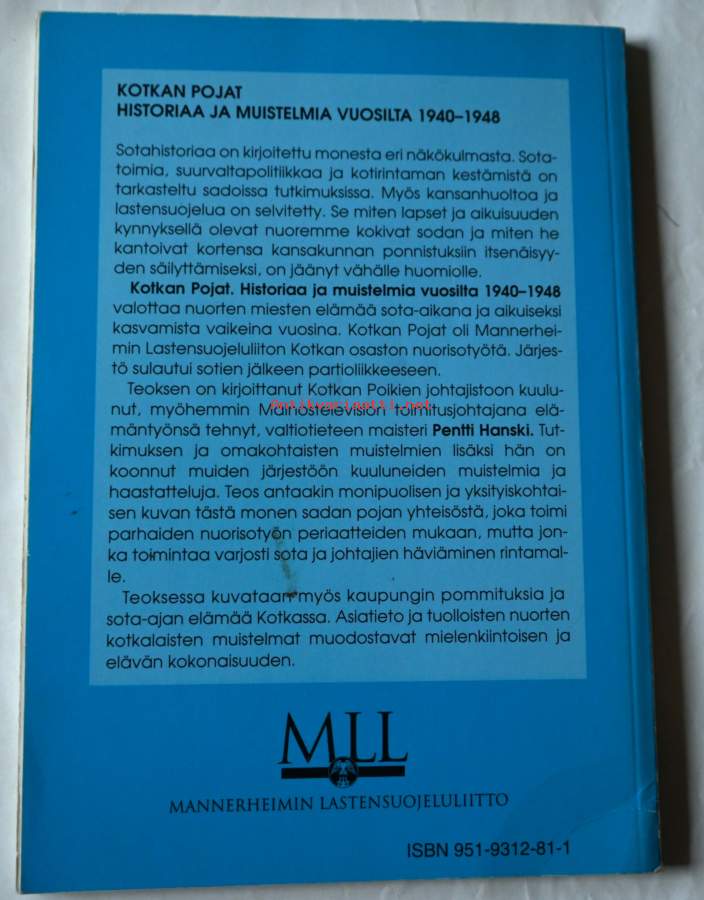 KOTKAN POJAT
HISTORIAA JA MUISTELMIA VUOSILTA 1940–1948
Sotahistoriaa on kirjoitettu monesta eri näkökulmasta. Sota-
toimia, suurvaltapolitiikkaa ja kotirintaman kestämistä on
tarkasteltu sadoissa tutkimuksissa. Myös kansanhuoltoa ja
lastensuojelua on selvitetty. Se miten lapset ja aikuisuuden
kynnyksellä olevat nuoremme kokivat sodan ja miten he
kantoivat kortensa kansakunnan ponnistuksiin itsenäisyy-
den säilyttämiseksi, on jäänyt vähälle huomiolle.
Kotkan Pojat. Historiaa ja muistelmia vuosilta 1940–1948
valottaa nuorten miesten elämää sota-aikana ja aikuiseksi
kasvamista vaikeina vuosina. Kotkan Pojat oli Mannerhei-
min Lastensuojeluliiton Kotkan osaston nuorisotyötä. Järjes-
tö sulautui sotien jälkeen partioliikkeeseen.
Teoksen on kirjoittanut Kotkan Poikien johtajistoon kuulu-
nut, myöhemmin Mainostelevision toimitusjohtajana elä-
Antikvariaatti.net
mäntyönsä tehnyt, valtiotieteen maisteri Pentti Hanski. Tut-
kimuksen ja omakohtaisten muistelmien lisäksi hän on
koonnut muiden järjestöön kuuluneiden muistelmia ja
haastatteluja. Teos antaakin monipuolisen ja yksityiskohtai-
sen kuvan tästä monen sadan pojan yhteisöstä, joka toimi
parhaiden nuorisotyön periaatteiden mukaan, mutta jon-
ka toimintaa varjosti sota ja johtajien häviäminen rintamal-
le.
Teoksessa kuvataan myös kaupungin pommituksia ja
sota-ajan elämää Kotkassa. Asiatieto ja tuolloisten nuorten
kotkalaisten muistelmat muodostavat mielenkiintoisen ja
elävän kokonaisuuden.
MLL
MANNERHEIMIN LASTENSUOJELULIITTO
ISBN 951-9312-81-1